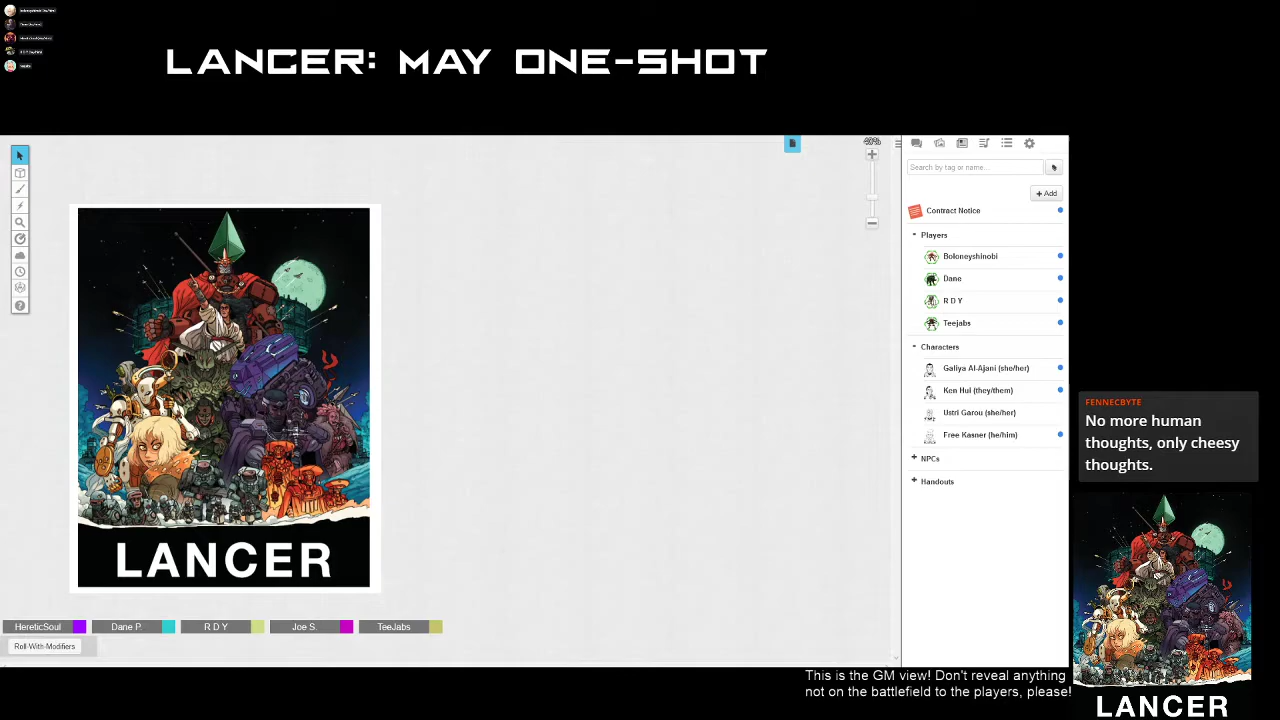 LANCER: MAY ONE-SHOT
Search by tag or name...
+ Add
Contract Notice
Players
Boloneyshinobi
Dane
R D Y
Teejabs
Characters
Galiya Al-Ajani (she/her)
Ken Hui (they/them)
Ustri Garou (she/her)
Free Kasner (he/him)
NPCs
Handouts
LANCER
HereticSoul
Dane P.
R D Y
Joe S.
TeeJabs
Roll-With-Modifiers
FENNECBYTE
No more human
thoughts, only cheesy
thoughts.
This is the GM view! Don't reveal anything
not on the battlefield to the players, please!
LANCER